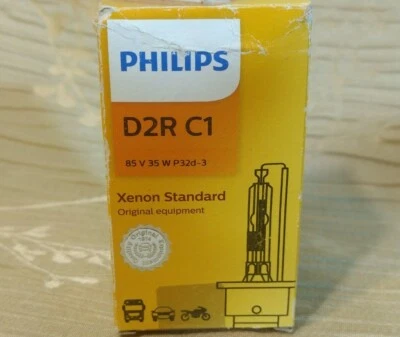 PHILIPS
D2R C1
85 V 35 W P32d-3
Xenon Standard
Original equipment